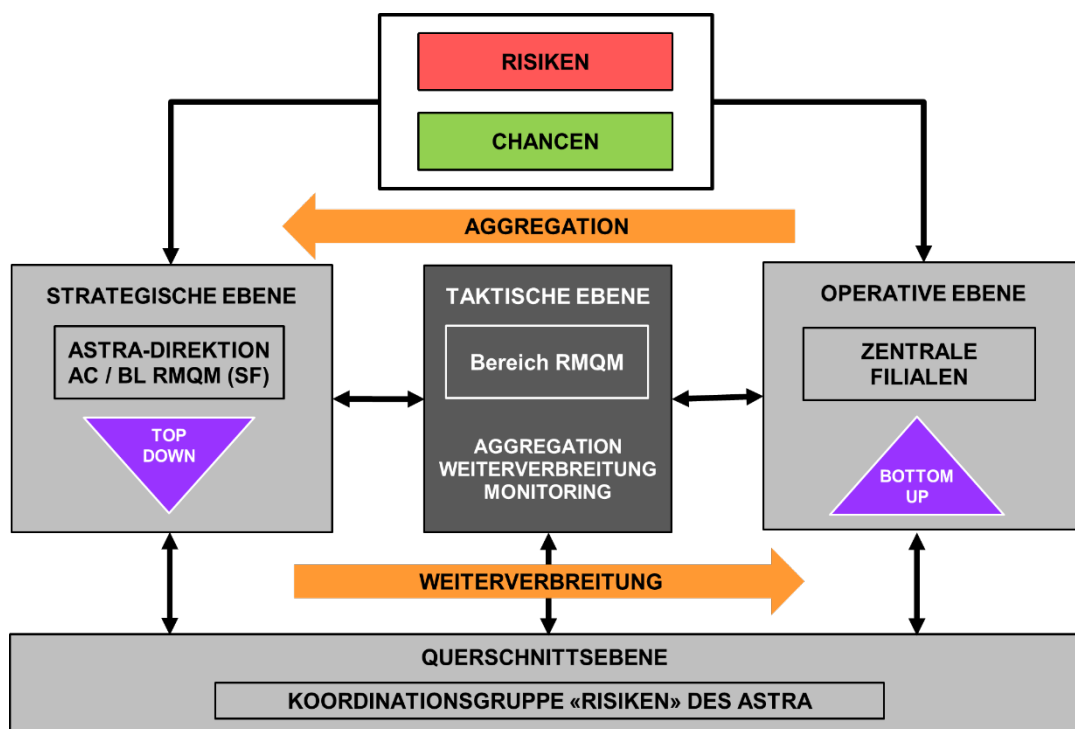 RISIKEN
CHANCEN
AGGREGATION
STRATEGISCHE EBENE
ASTRA-DIREKTION
AC / BL RMQM (SF)
TOP
DOWN
TAKTISCHE EBENE
Bereich RMQM
AGGREGATION
WEITERVERBREITUNG
MONITORING
OPERATIVE EBENE
ZENTRALE
FILIALEN
BOTTOM
UP
WEITERVERBREITUNG
QUERSCHNITTSEBENE
KOORDINATIONSGRUPPE «RISIKEN» DES ASTRA